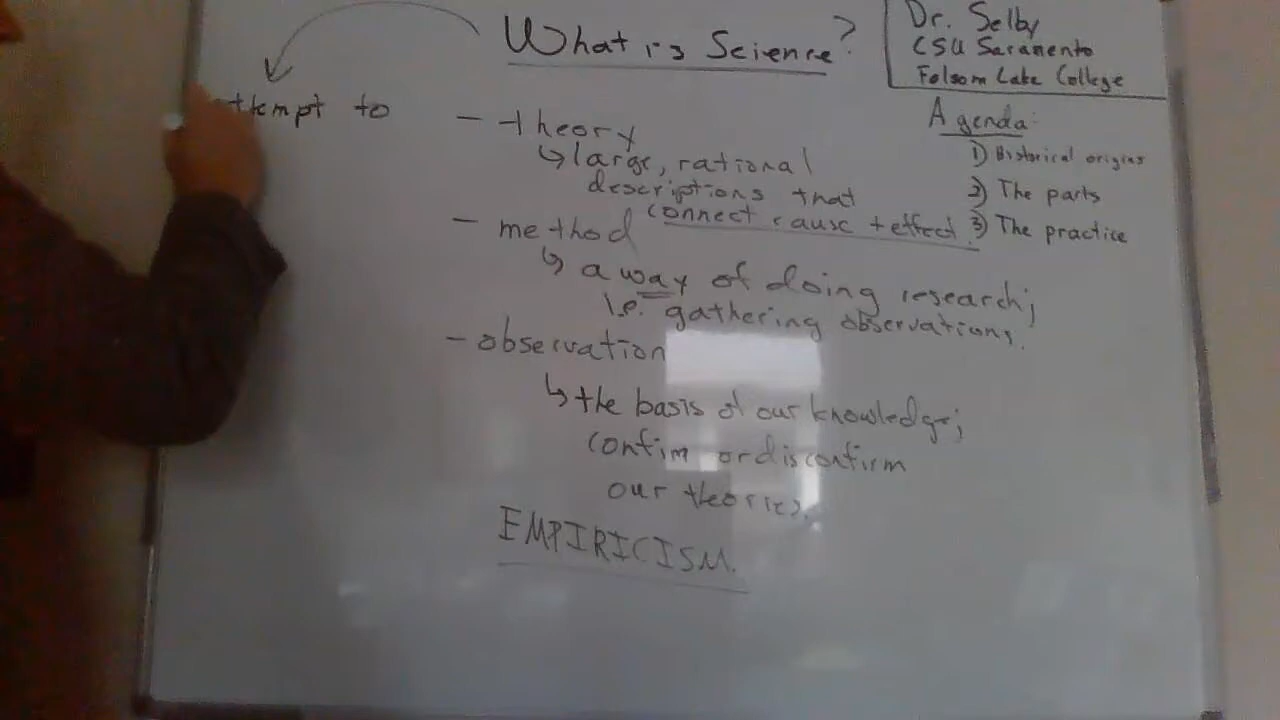 What is Science?
Dr. Selby
CSU Saramento
Folsom Lake College
Agenda:
1) Historical origins
2) The parts
3) The practice
ttempt to
- theory
↳ large, rational
descriptions that
connect cause + effect.
- method
↳ a way of doing research;
i.e. gathering observations.
- observation
↳ the basis of our knowledge;
confim or disconfirm
our theories.
EMPIRICISM.